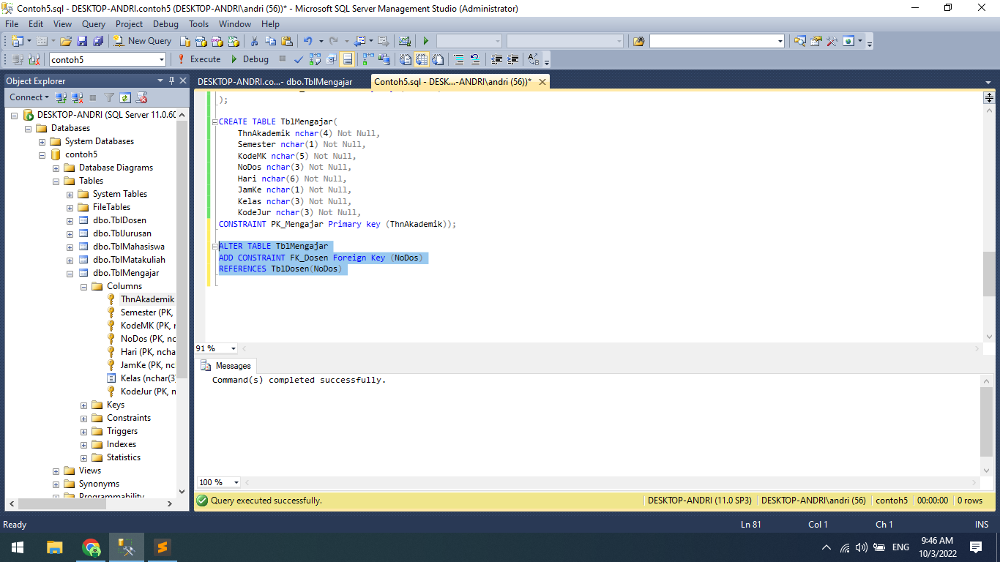 Contoh5.sql - DESKTOP-ANDRI.contoh5 (DESKTOP-ANDRI\andri (56))* - Microsoft SQL Server Management Studio (Administrator)
File Edit View Query Project Debug Tools Window Help
New Query
contoh5 Execute Debug
Object Explorer
Connect
DESKTOP-ANDRI (SQL Server 11.0.60
Databases
System Databases
contoh5
Database Diagrams
Tables
System Tables
FileTables
dbo.TblDosen
dbo.TblJurusan
dbo.TblMahasiswa
dbo.TblMatakuliah
dbo.TblMengajar
Columns
ThnAkademik
Semester (PK,
KodeMK (PK, n
NoDos (PK, nc
Hari (PK, ncha
JamKe (PK, nc
Kelas (nchar(3)
KodeJur (PK, n
Keys
Constraints
Triggers
Indexes
Statistics
Views
Synonyms
Programmability
DESKTOP-ANDRI.co...- dbo.TblMengajar
Contoh5.sql - DESK...-ANDRI\andri (56))*
);
CREATE TABLE TblMengajar(
ThnAkademik nchar(4) Not Null,
Semester nchar(1) Not Null,
KodeMK nchar(5) Not Null,
NoDos nchar(3) Not Null,
Hari nchar(6) Not Null,
JamKe nchar(1) Not Null,
Kelas nchar(3) Not Null,
KodeJur nchar(3) Not Null,
CONSTRAINT PK_Mengajar Primary key (ThnAkademik));
ALTER TABLE TblMengajar
ADD CONSTRAINT FK_Dosen Foreign Key (NoDos)
REFERENCES TblDosen(NoDos)
91 %
Messages
Command(s) completed successfully.
100 %
Query executed successfully. DESKTOP-ANDRI (11.0 SP3) DESKTOP-ANDRI\andri (56) contoh5 00:00:00 0 rows
Ready Ln 81 Col 1 Ch 1 INS
ENG
9:46 AM
10/3/2022